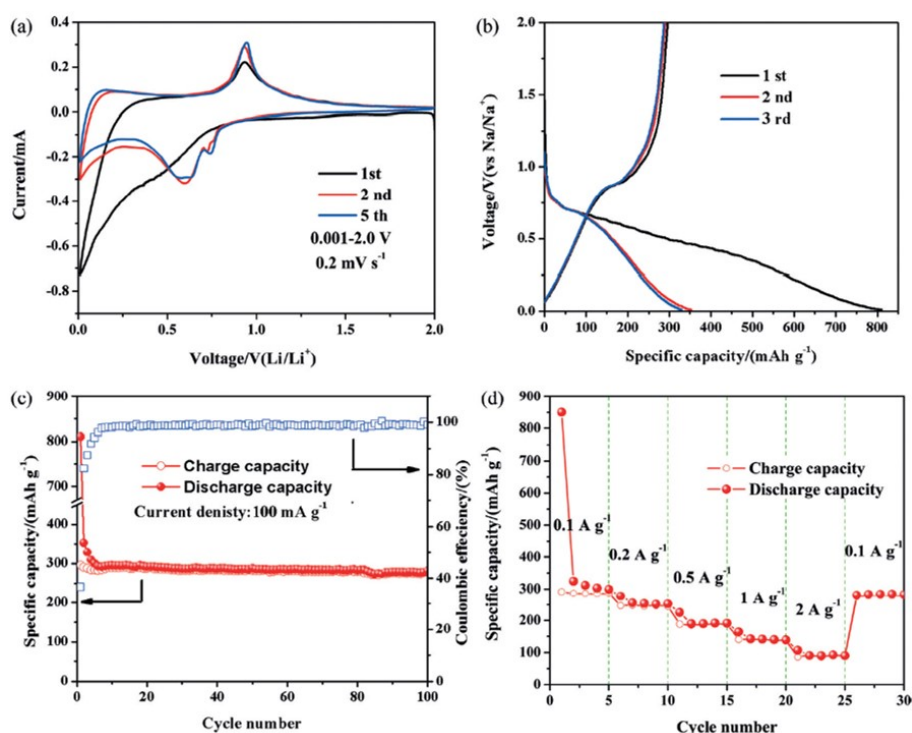 (a)
0.4
0.2
0.0
-0.2
-0.4
-0.6
-0.8
Current/mA
1st
2 nd
5 th
0.001-2.0 V
0.2 mV s⁻¹
0.0
0.5
1.0
1.5
2.0
Voltage/V(Li/Li⁺)
(b)
2.0
1.5
1.0
0.5
0.0
Voltage/V(vs Na/Na⁺)
1 st
2 nd
3 rd
0
100
200
300
400
500
600
700
800
900
Specific capacity/(mAh g⁻¹)
(c)
900
800
700
400
300
200
100
0
Specific capacity/(mAh g⁻¹)
Charge capacity
Discharge capacity
Current denisty:100 mA g⁻¹
100
80
60
40
20
0
Coulombic effeciency/(%)
0
20
40
60
80
100
Cycle number
(d)
900
800
700
600
500
400
300
200
100
0
Specific capacity/(mAh g⁻¹)
Charge capacity
Discharge capacity
0.1 A g⁻¹
0.2 A g⁻¹
0.5 A g⁻¹
1 A g⁻¹
2 A g⁻¹
0.1 A g⁻¹
0
5
10
15
20
25
30
Cycle number